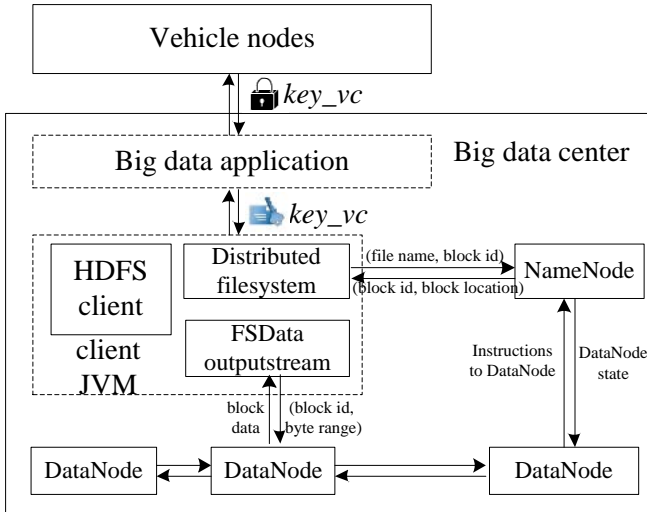 Vehicle nodes
key_vc
Big data center
Big data application
key_vc
HDFS
client
client
JVM
Distributed
filesystem
(file name, block id)
(block id, block location)
NameNode
FSData
outputstream
Instructions
to DataNode
DataNode
state
block
data
(block id,
byte range)
DataNode
DataNode
DataNode